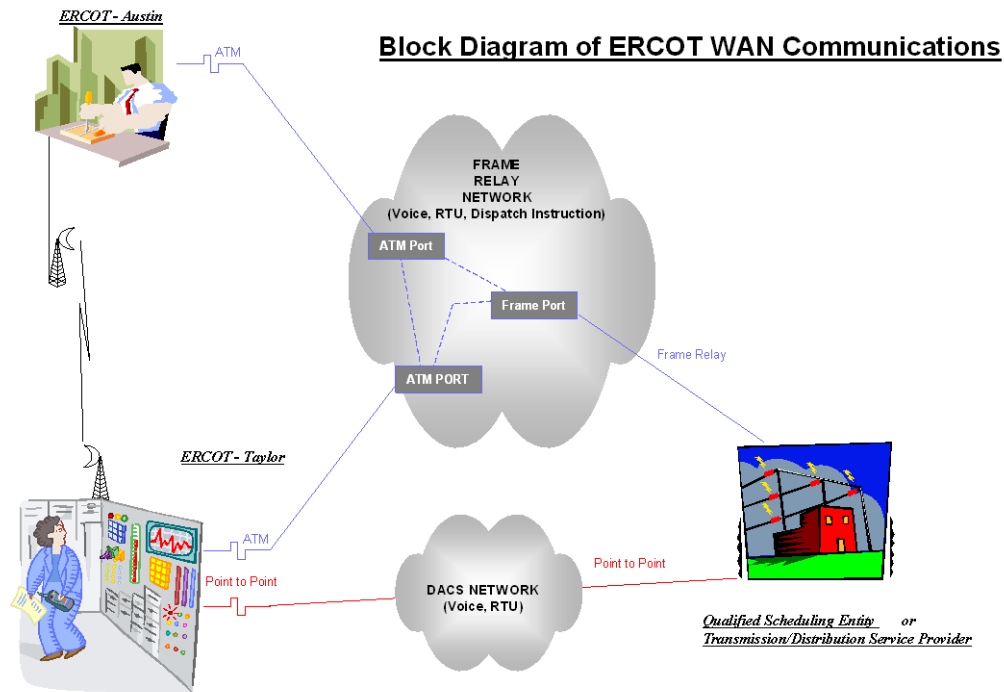 ERCOT - Austin
Block Diagram of ERCOT WAN Communications
ATM
FRAME
RELAY
NETWORK
(Voice, RTU, Dispatch Instruction)
ATM Port
Frame Port
Frame Relay
ATM PORT
ERCOT - Taylor
ATM
Point to Point
DACS NETWORK
(Voice, RTU)
Point to Point
Qualified Scheduling Entity or
Transmission/Distribution Service Provider